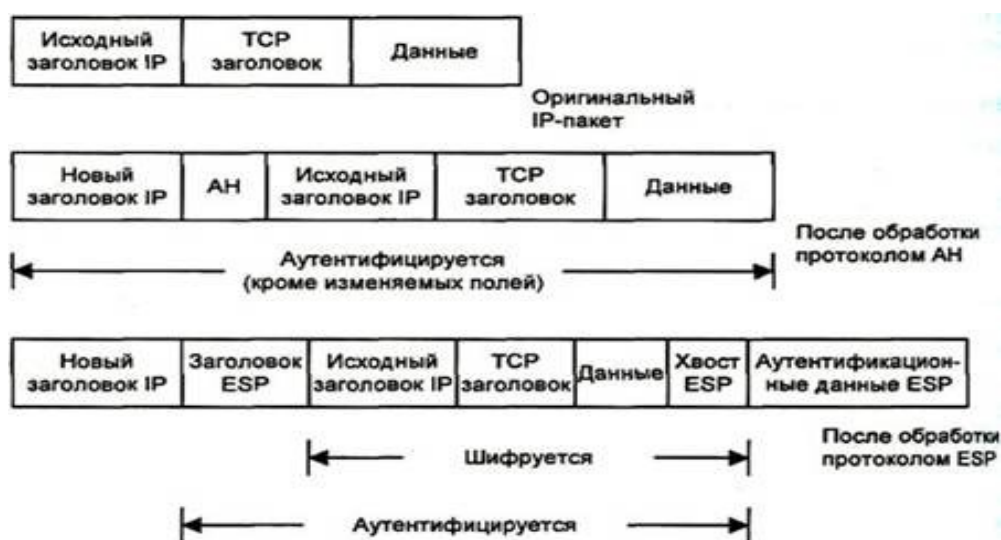 Исходный
заголовок IP
TCP
заголовок
Данные
Оригинальный
IP-пакет
Новый
заголовок IP
АН
Исходный
заголовок IP
TCP
заголовок
Данные
После обработки
протоколом АН
Аутентифицируется
(кроме изменяемых полей)
Новый
заголовок IP
Заголовок
ESP
Исходный
заголовок IP
TCP
заголовок
Данные
Хвост
ESP
Аутентификацион-
ные данные ESP
После обработки
протоколом ESP
Шифруется
Аутентифицируется